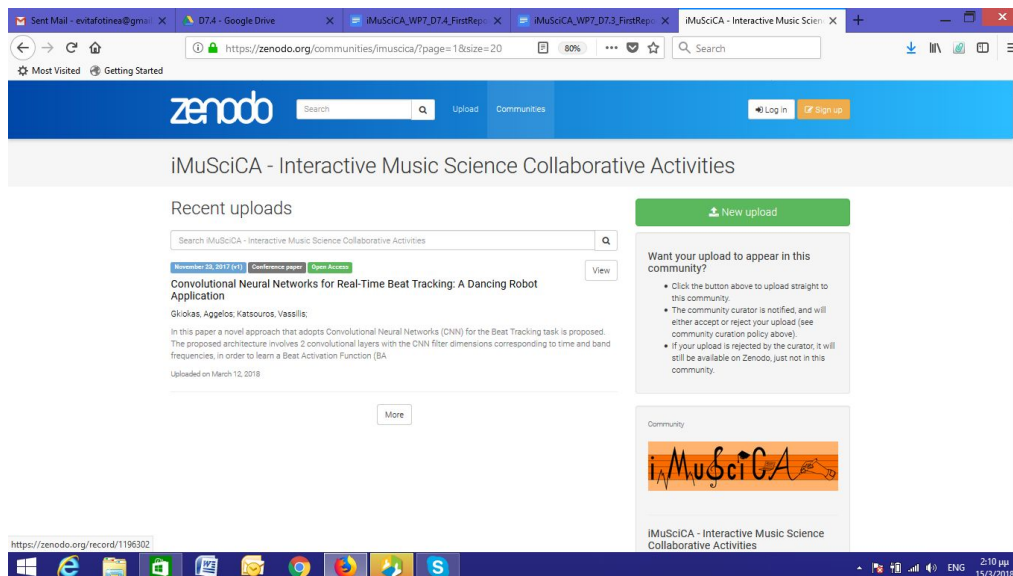 Sent Mail - evitafotinea@gmail
D7.4 - Google Drive
iMuSciCA_WP7_D7.4_FirstRepo
iMuSciCA_WP7_D7.3_FirstRepo
iMuSciCA - Interactive Music Scien
https://zenodo.org/communities/imuscica/?page=1&size=20
80%
Search
Most Visited
Getting Started
zenodo
Search
Upload
Communities
Log in
Sign up
iMuSciCA - Interactive Music Science Collaborative Activities
Recent uploads
New upload
Search iMuSciCA - Interactive Music Science Collaborative Activities
November 23, 2017 (v1) Conference paper Open Access
View
Convolutional Neural Networks for Real-Time Beat Tracking: A Dancing Robot
Application
Gkiokas, Aggelos; Katsouros, Vassilis;
In this paper a novel approach that adopts Convolutional Neural Networks (CNN) for the Beat Tracking task is proposed.
The proposed architecture involves 2 convolutional layers with the CNN filter dimensions corresponding to time and band
frequencies, in order to learn a Beat Activation Function (BA
Uploaded on March 12, 2018
More
Want your upload to appear in this
community?
• Click the button above to upload straight to
this community.
• The community curator is notified, and will
either accept or reject your upload (see
community curation policy above).
• If your upload is rejected by the curator, it will
still be available on Zenodo, just not in this
community.
Community
iMuSciCA
iMuSciCA - Interactive Music Science
Collaborative Activities
https://zenodo.org/record/1196302
ENG
2:10 μμ
15/3/2018